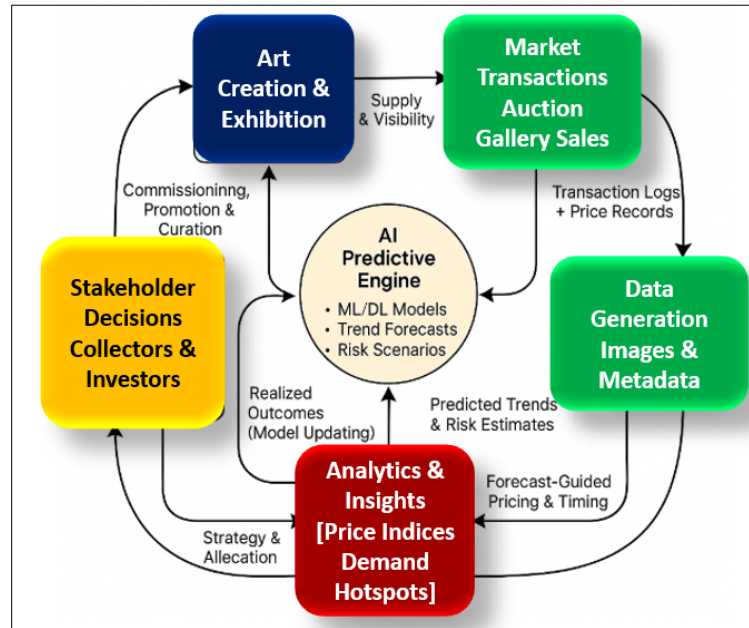 Art
Creation &
Exhibition
Market
Transactions
Auction
Gallery Sales
Supply
& Visibility
Commissioninng,
Promotion &
Curation
Transaction Logs
+ Price Records
AI
Predictive
Engine
• ML/DL Models
• Trend Forecasts
• Risk Scenarios
Stakeholder
Decisions
Collectors &
Investors
Data
Generation
Images &
Metadata
Realized
Outcomes
(Model Updating)
Predicted Trends
& Risk Estimates
Analytics &
Insights
[Price Indices
Demand
Hotspots]
Forecast-Guided
Pricing & Timing
Strategy &
Allecation